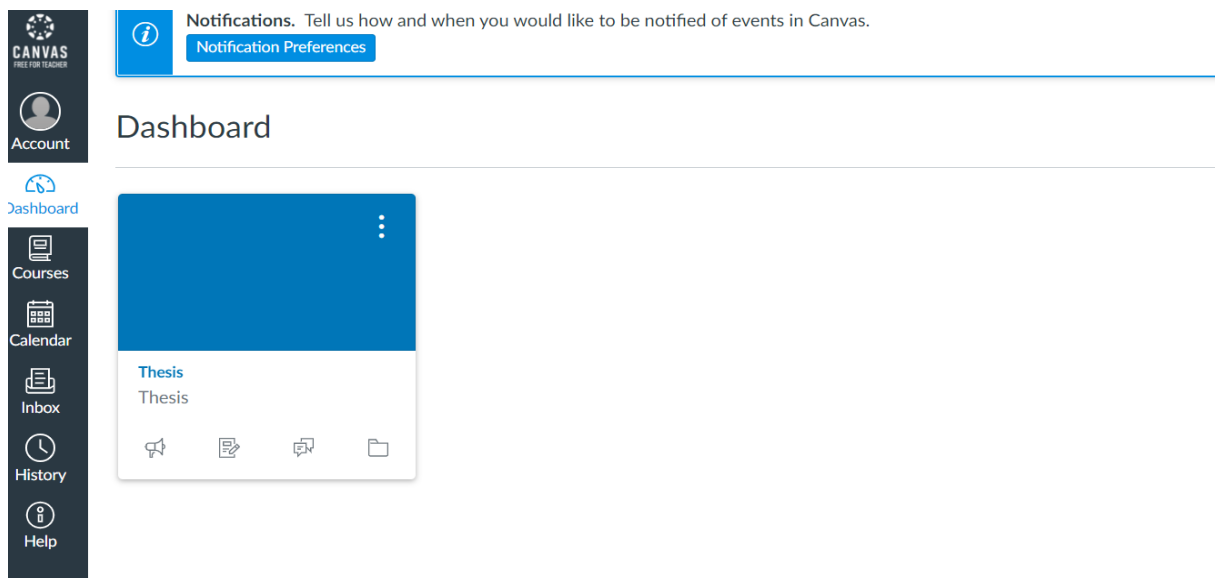 CANVAS
FREE FOR TEACHER
Account
Dashboard
Courses
Calendar
Inbox
History
Help
Notifications. Tell us how and when you would like to be notified of events in Canvas.
Notification Preferences
Dashboard
Thesis
Thesis